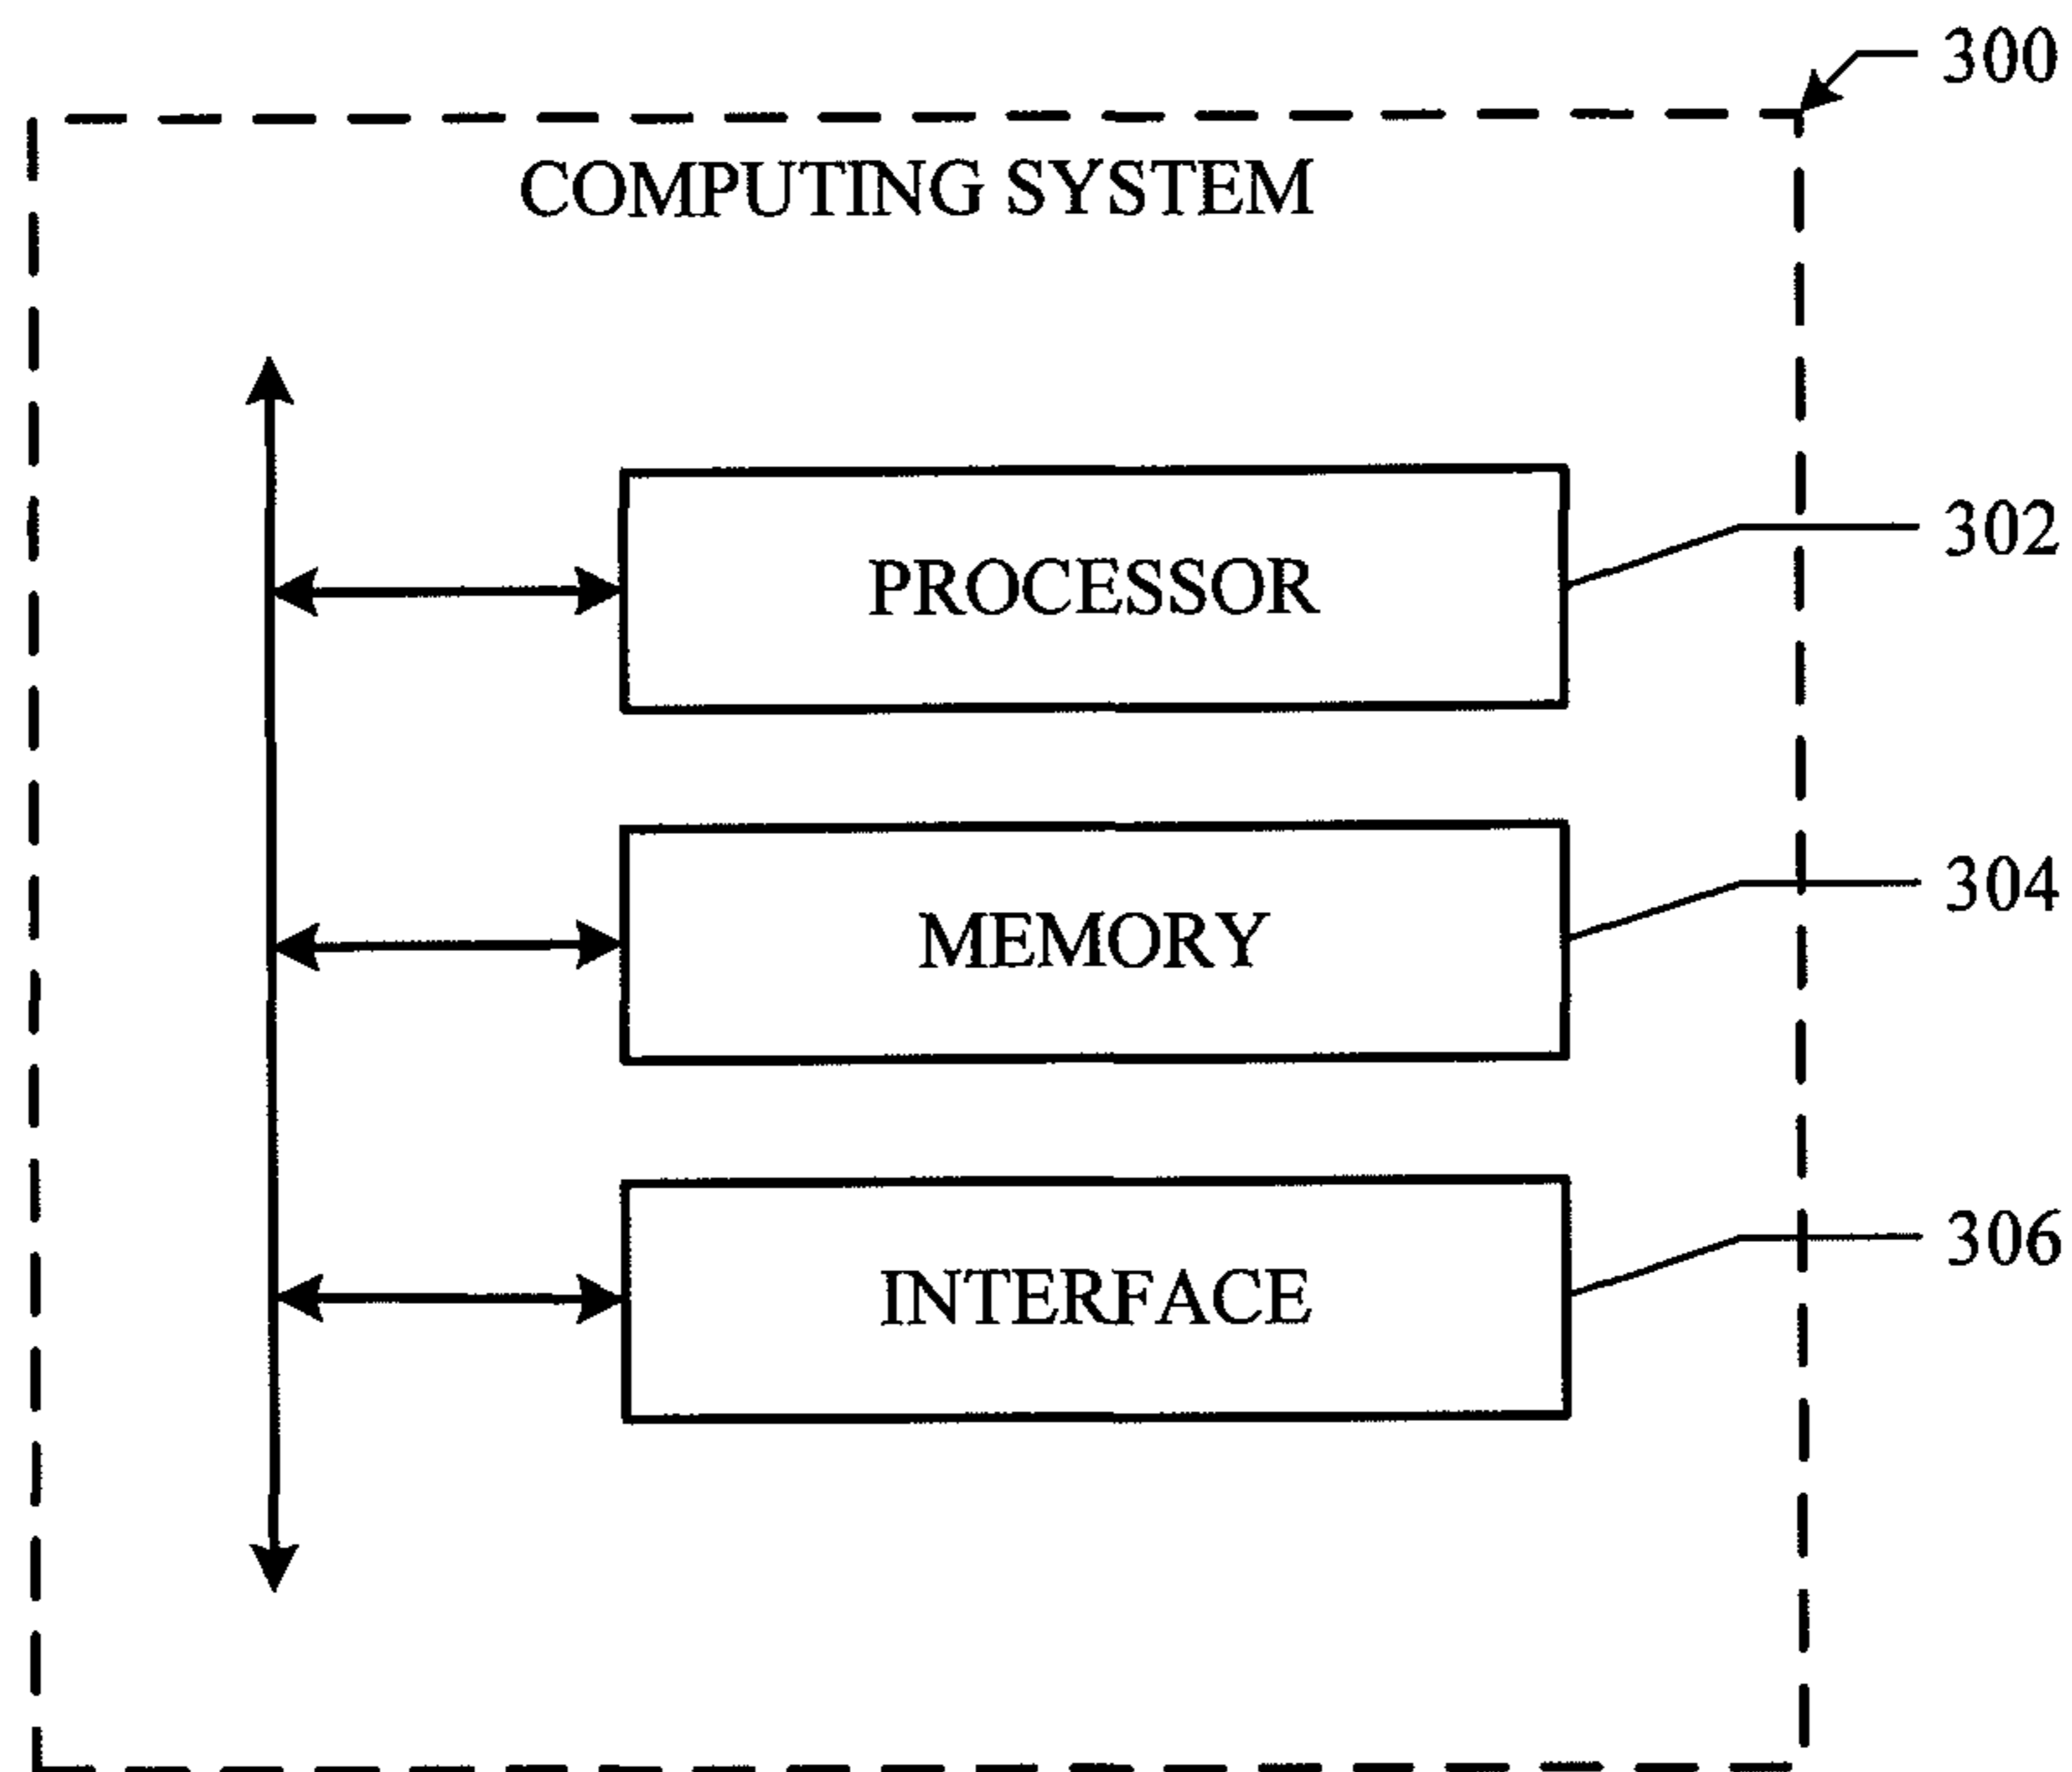 300
COMPUTING SYSTEM
PROCESSOR
302
MEMORY
304
INTERFACE
306